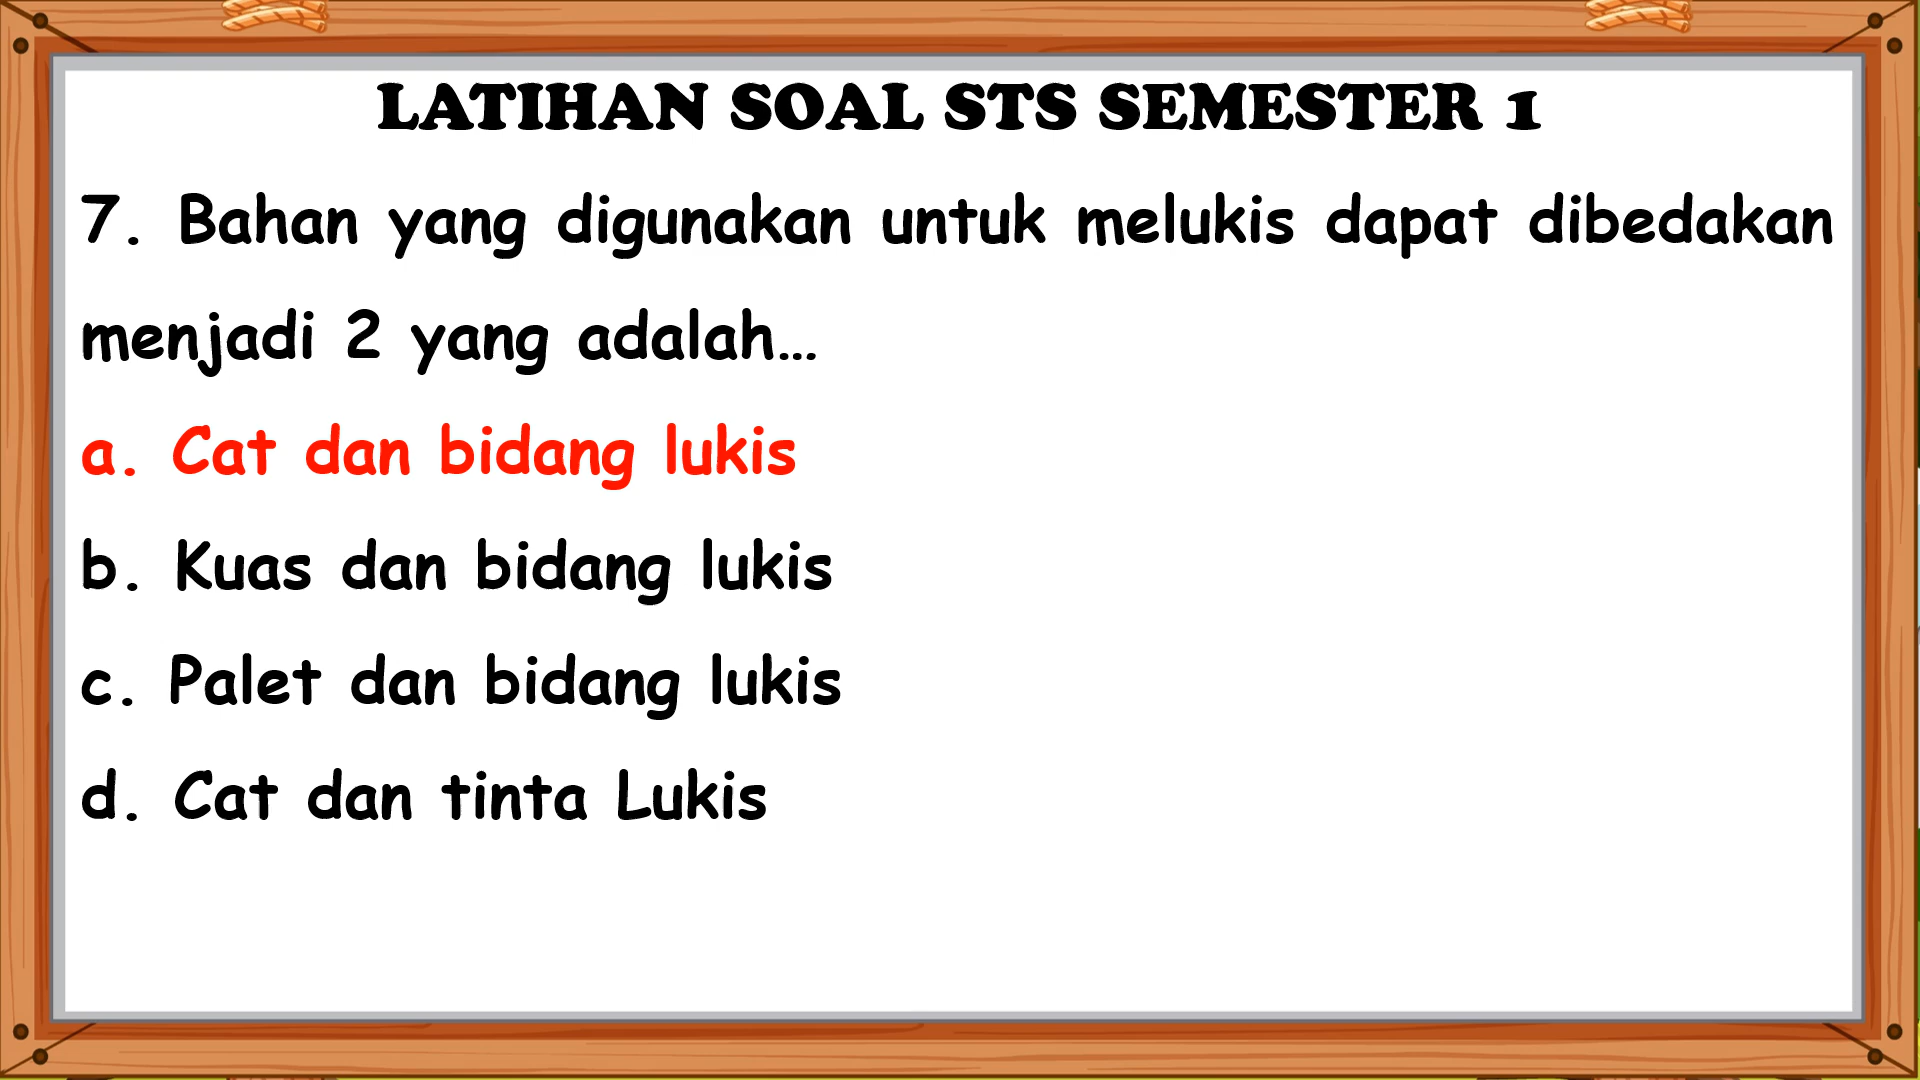 LATIHAN SOAL STS SEMESTER 1
7. Bahan yang digunakan untuk melukis dapat dibedakan
menjadi 2 yang adalah...
a. Cat dan bidang lukis
b. Kuas dan bidang lukis
c. Palet dan bidang lukis
d. Cat dan tinta Lukis